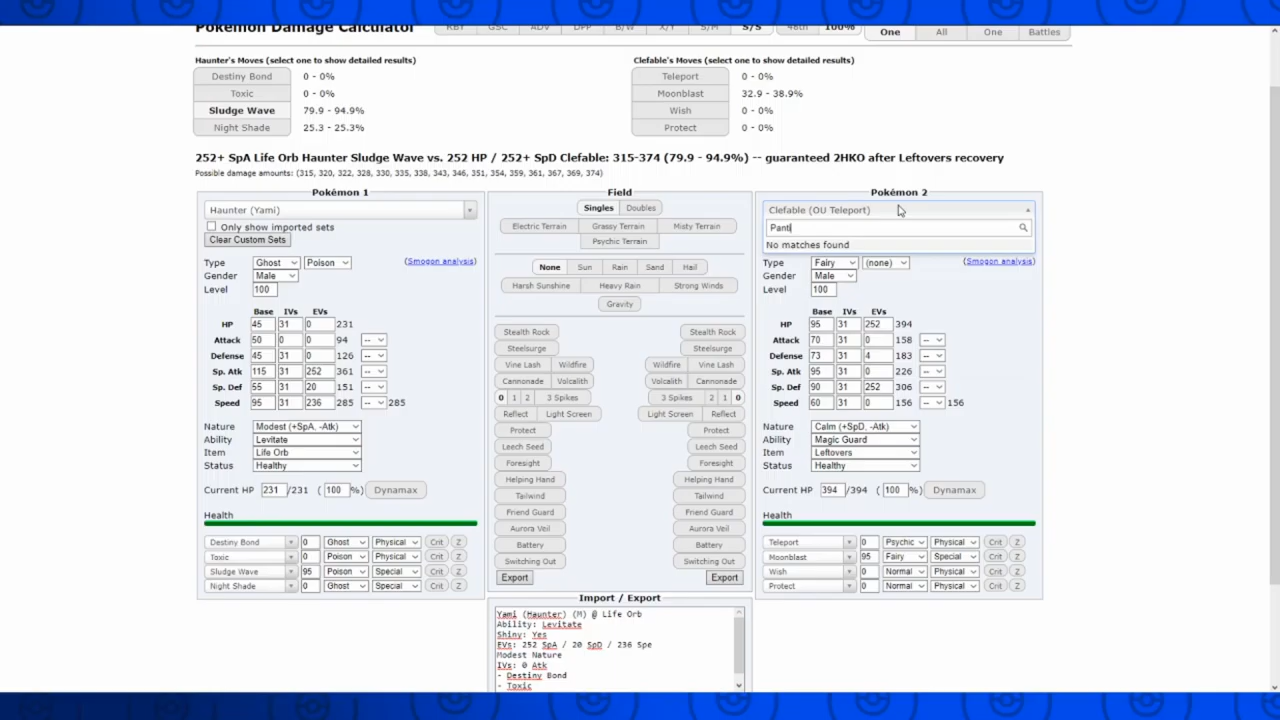 Pokémon Damage Calculator RBY GSC ADV DPP B/W X/Y S/M S/S 48th 100% One All One Battles
Haunter's Moves (select one to show detailed results)
Destiny Bond 0 - 0%
Toxic 0 - 0%
Sludge Wave 79.9 - 94.9%
Night Shade 25.3 - 25.3%
Clefable's Moves (select one to show detailed results)
Teleport 0 - 0%
Moonblast 32.9 - 38.9%
Wish 0 - 0%
Protect 0 - 0%
252+ SpA Life Orb Haunter Sludge Wave vs. 252 HP / 252+ SpD Clefable: 315-374 (79.9 - 94.9%) -- guaranteed 2HKO after Leftovers recovery
Possible damage amounts: (315, 320, 322, 328, 330, 335, 338, 343, 346, 351, 354, 359, 361, 367, 369, 374)
Pokémon 1
Haunter (Yami)
Only show imported sets
Clear Custom Sets
Type Ghost Poison (Smogon analysis)
Gender Male
Level 100
Base IVs EVs
HP 45 31 0 231
Attack 50 0 0 94 --
Defense 45 31 0 126 --
Sp. Atk 115 31 252 361 --
Sp. Def 55 31 20 151 --
Speed 95 31 236 285 -- 285
Nature Modest (+SpA, -Atk)
Ability Levitate
Item Life Orb
Status Healthy
Current HP 231 /231 ( 100 %) Dynamax
Health
Destiny Bond 0 Ghost Physical Crit Z
Toxic 0 Poison Physical Crit Z
Sludge Wave 95 Poison Special Crit Z
Night Shade 0 Ghost Special Crit Z
Field
Singles Doubles
Electric Terrain Grassy Terrain Misty Terrain
Psychic Terrain
None Sun Rain Sand Hail
Harsh Sunshine Heavy Rain Strong Winds
Gravity
Stealth Rock Stealth Rock
Steelsurge Steelsurge
Vine Lash Wildfire Wildfire Vine Lash
Cannonade Volcalith Volcalith Cannonade
0 1 2 3 Spikes 3 Spikes 2 1 0
Reflect Light Screen Light Screen Reflect
Protect Protect
Leech Seed Leech Seed
Foresight Foresight
Helping Hand Helping Hand
Tailwind Tailwind
Friend Guard Friend Guard
Aurora Veil Aurora Veil
Battery Battery
Switching Out Switching Out
Export Export
Pokémon 2
Clefable (OU Teleport)
Panti
No matches found
Type Fairy (none) (Smogon analysis)
Gender Male
Level 100
Base IVs EVs
HP 95 31 252 394
Attack 70 31 0 158 --
Defense 73 31 4 183 --
Sp. Atk 95 31 0 226 --
Sp. Def 90 31 252 306 --
Speed 60 31 0 156 -- 156
Nature Calm (+SpD, -Atk)
Ability Magic Guard
Item Leftovers
Status Healthy
Current HP 394 /394 ( 100 %) Dynamax
Health
Teleport 0 Psychic Physical Crit Z
Moonblast 95 Fairy Special Crit Z
Wish 0 Normal Physical Crit Z
Protect 0 Normal Physical Crit Z
Import / Export
Yami (Haunter) (M) @ Life Orb
Ability: Levitate
Shiny: Yes
EVs: 252 SpA / 20 SpD / 236 Spe
Modest Nature
IVs: 0 Atk
- Destiny Bond
- Toxic